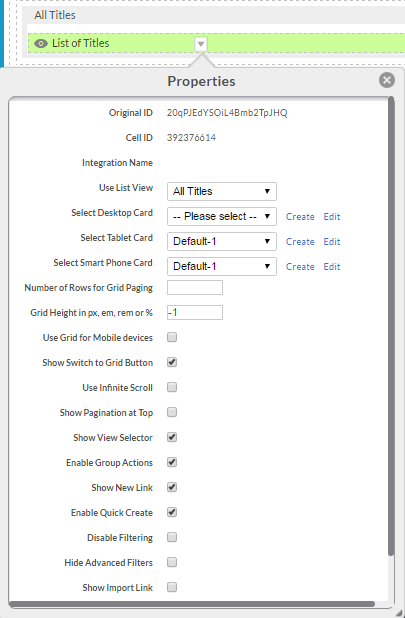 All Titles
List of Titles
Properties
Original ID 20qPJEdYSOiL4Bmb2TpJHQ
Cell ID 392376614
Integration Name
Use List View All Titles
Select Desktop Card -- Please select -- Create Edit
Select Tablet Card Default-1 Create Edit
Select Smart Phone Card Default-1 Create Edit
Number of Rows for Grid Paging
Grid Height in px, em, rem or % -1
Use Grid for Mobile devices
Show Switch to Grid Button
Use Infinite Scroll
Show Pagination at Top
Show View Selector
Enable Group Actions
Show New Link
Enable Quick Create
Disable Filtering
Hide Advanced Filters
Show Import Link